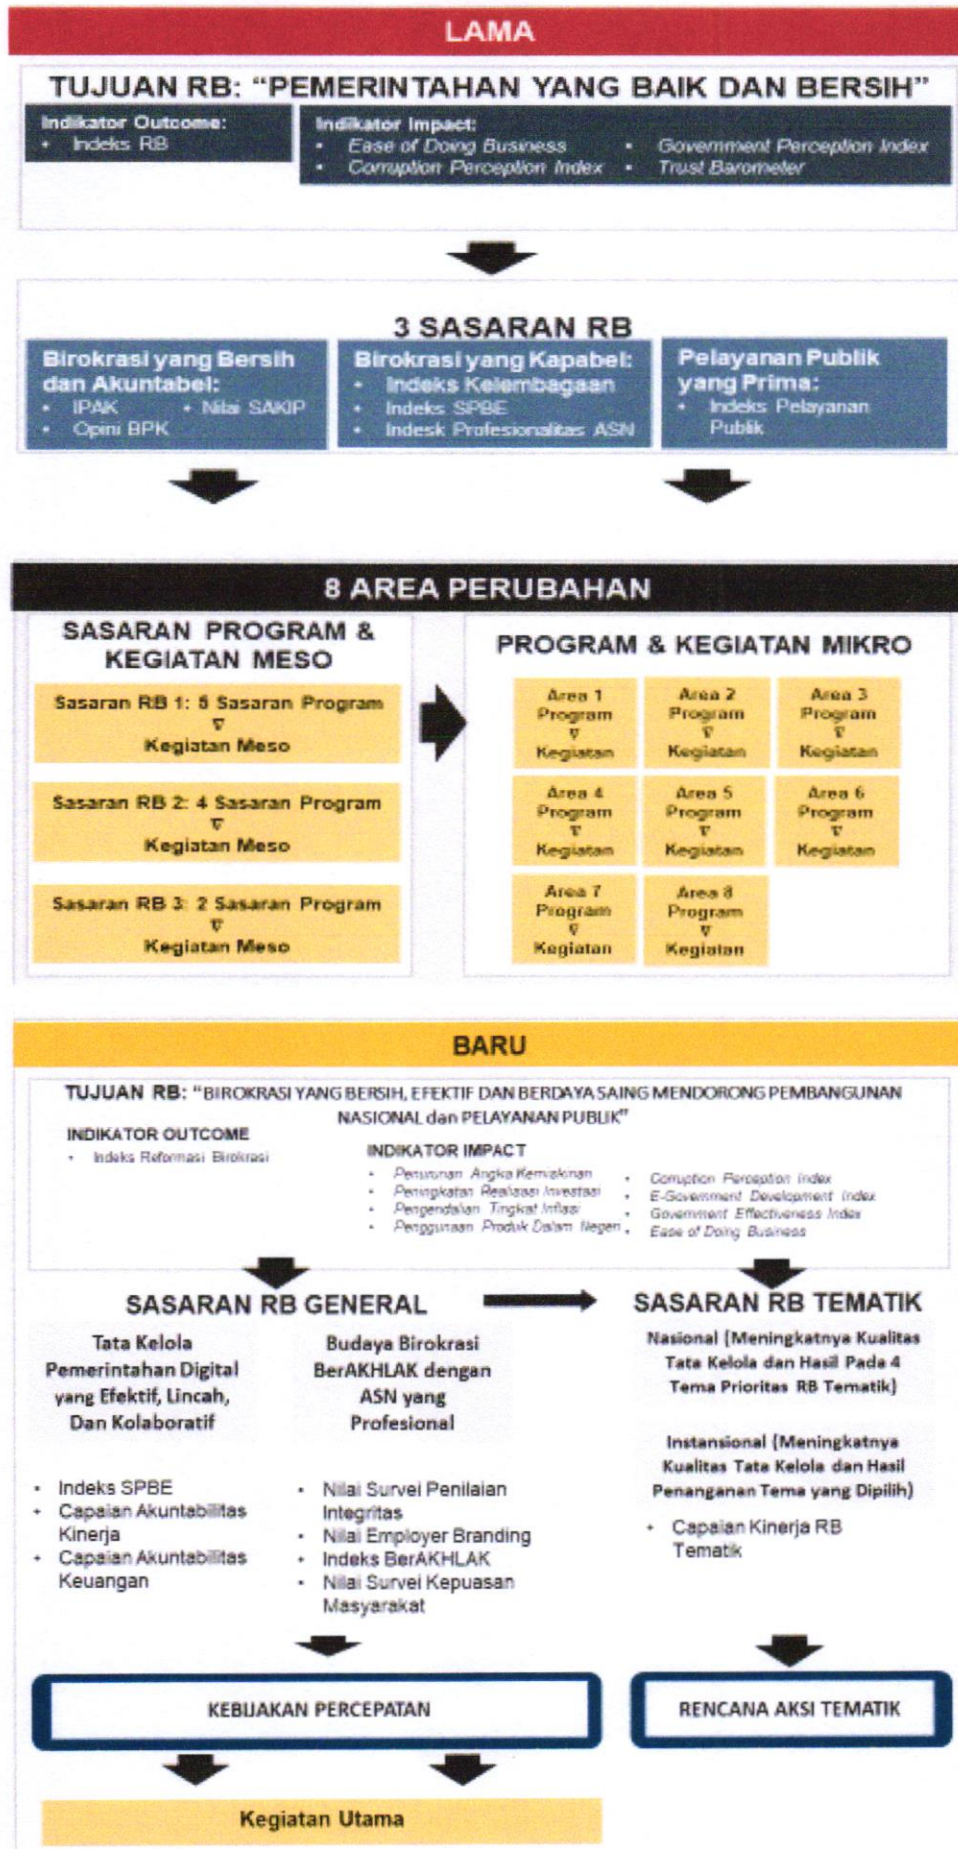 LAMA
TUJUAN RB: “PEMERINTAHAN YANG BAIK DAN BERSIH”
Indikator Outcome:
• Indeks RB
Indikator Impact:
• Ease of Doing Business
• Corruption Perception Index
• Government Perception Index
• Trust Barometer
3 SASARAN RB
Birokrasi yang Bersih
dan Akuntabel:
• IPAK • Nilai SAKIP
• Opini BPK
Birokrasi yang Kapabel:
• Indeks Kelembagaan
• Indeks SPBE
• Indesk Profesionalitas ASN
Pelayanan Publik
yang Prima:
• Indeks Pelayanan
Publik
8 AREA PERUBAHAN
SASARAN PROGRAM &
KEGIATAN MESO
Sasaran RB 1: 5 Sasaran Program
∇
Kegiatan Meso
Sasaran RB 2: 4 Sasaran Program
∇
Kegiatan Meso
Sasaran RB 3: 2 Sasaran Program
∇
Kegiatan Meso
PROGRAM & KEGIATAN MIKRO
Area 1
Program
∇
Kegiatan
Area 2
Program
∇
Kegiatan
Area 3
Program
∇
Kegiatan
Area 4
Program
∇
Kegiatan
Area 5
Program
∇
Kegiatan
Area 6
Program
∇
Kegiatan
Area 7
Program
∇
Kegiatan
Area 8
Program
∇
Kegiatan
BARU
TUJUAN RB: “BIROKRASI YANG BERSIH, EFEKTIF DAN BERDAYA SAING MENDORONG PEMBANGUNAN
NASIONAL dan PELAYANAN PUBLIK”
INDIKATOR OUTCOME
• Indeks Reformasi Birokrasi
INDIKATOR IMPACT
• Penurunan Angka Kemiskinan
• Peningkatan Realisasi Investasi
• Pengendalian Tingkat Inflasi
• Penggunaan Produk Dalam Negeri
• Corruption Perception Index
• E-Government Development Index
• Government Effectiveness Index
• Ease of Doing Business
SASARAN RB GENERAL
Tata Kelola
Pemerintahan Digital
yang Efektif, Lincah,
Dan Kolaboratif
• Indeks SPBE
• Capaian Akuntabilitas
Kinerja
• Capaian Akuntabilitas
Keuangan
Budaya Birokrasi
BerAKHLAK dengan
ASN yang
Profesional
• Nilai Survei Penilaian
Integritas
• Nilai Employer Branding
• Indeks BerAKHLAK
• Nilai Survei Kepuasan
Masyarakat
SASARAN RB TEMATIK
Nasional (Meningkatnya Kualitas
Tata Kelola dan Hasil Pada 4
Tema Prioritas RB Tematik)
Instansional (Meningkatnya
Kualitas Tata Kelola dan Hasil
Penanganan Tema yang Dipilih)
• Capaian Kinerja RB
Tematik
KEBIJAKAN PERCEPATAN
RENCANA AKSI TEMATIK
Kegiatan Utama